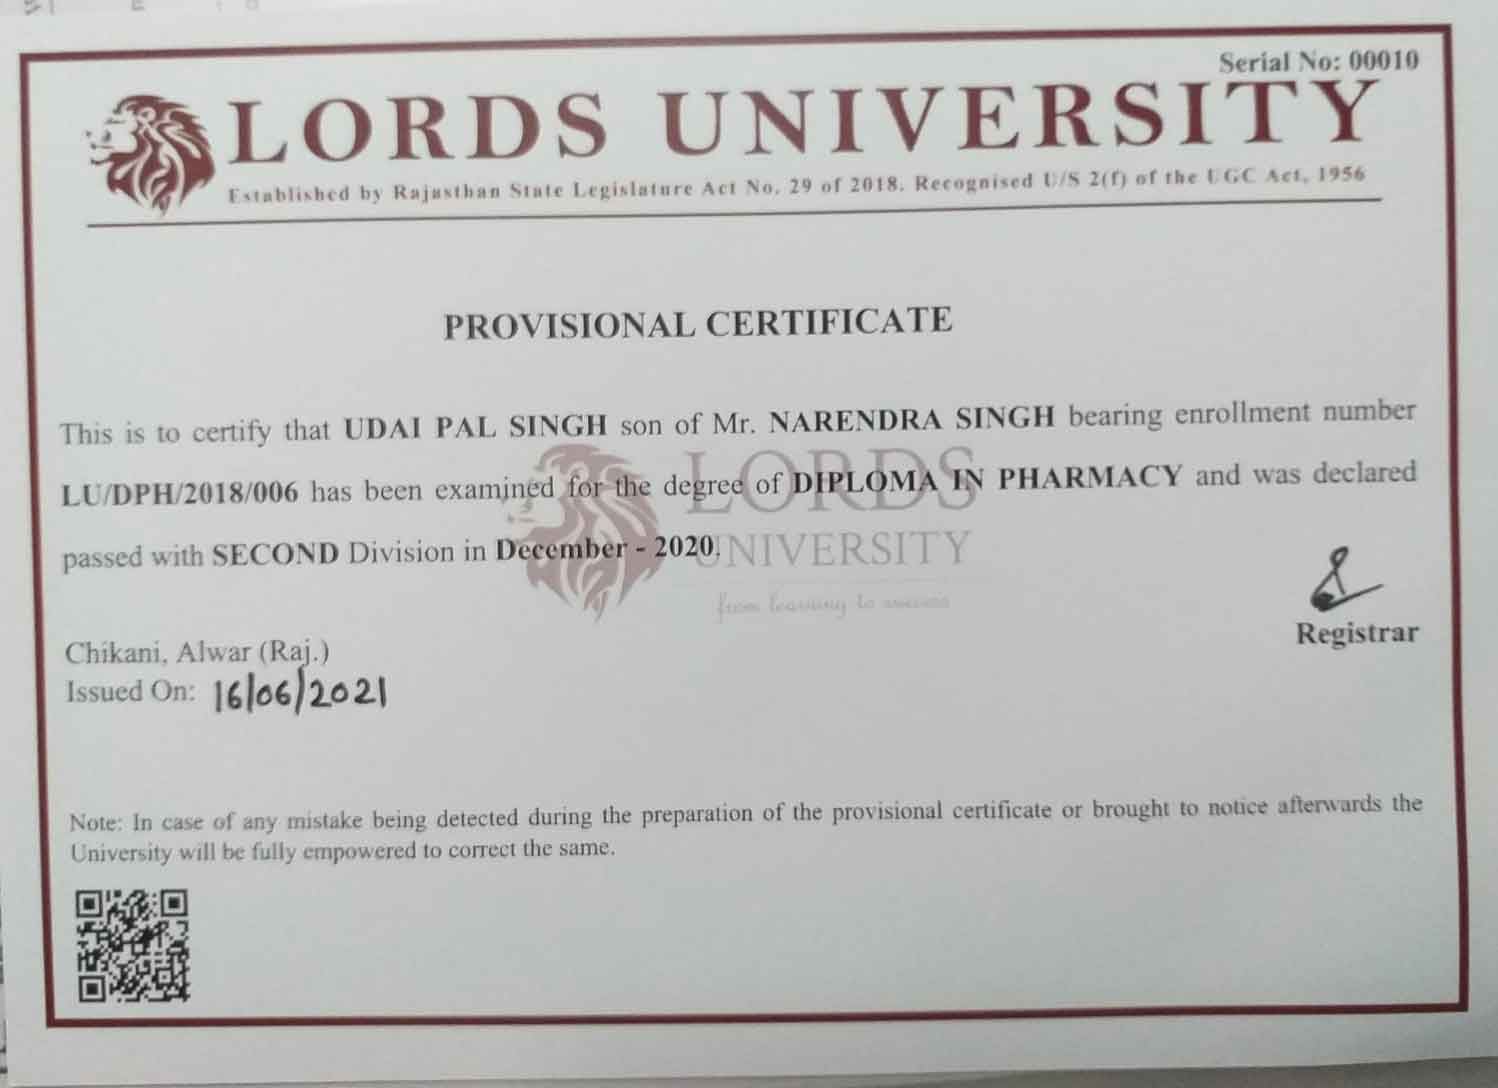 Serial No: 00010
LORDS UNIVERSITY
Established by Rajasthan State Legislature Act No. 29 of 2018. Recognised U/S 2(f) of the UGC Act, 1956
PROVISIONAL CERTIFICATE
This is to certify that UDAI PAL SINGH son of Mr. NARENDRA SINGH bearing enrollment number
LU/DPH/2018/006 has been examined for the degree of DIPLOMA IN PHARMACY and was declared
passed with SECOND Division in December - 2020.
LORDS
UNIVERSITY
from learning to success
Registrar
Chikani, Alwar (Raj.)
Issued On: 16/06/2021
Note: In case of any mistake being detected during the preparation of the provisional certificate or brought to notice afterwards the
University will be fully empowered to correct the same.